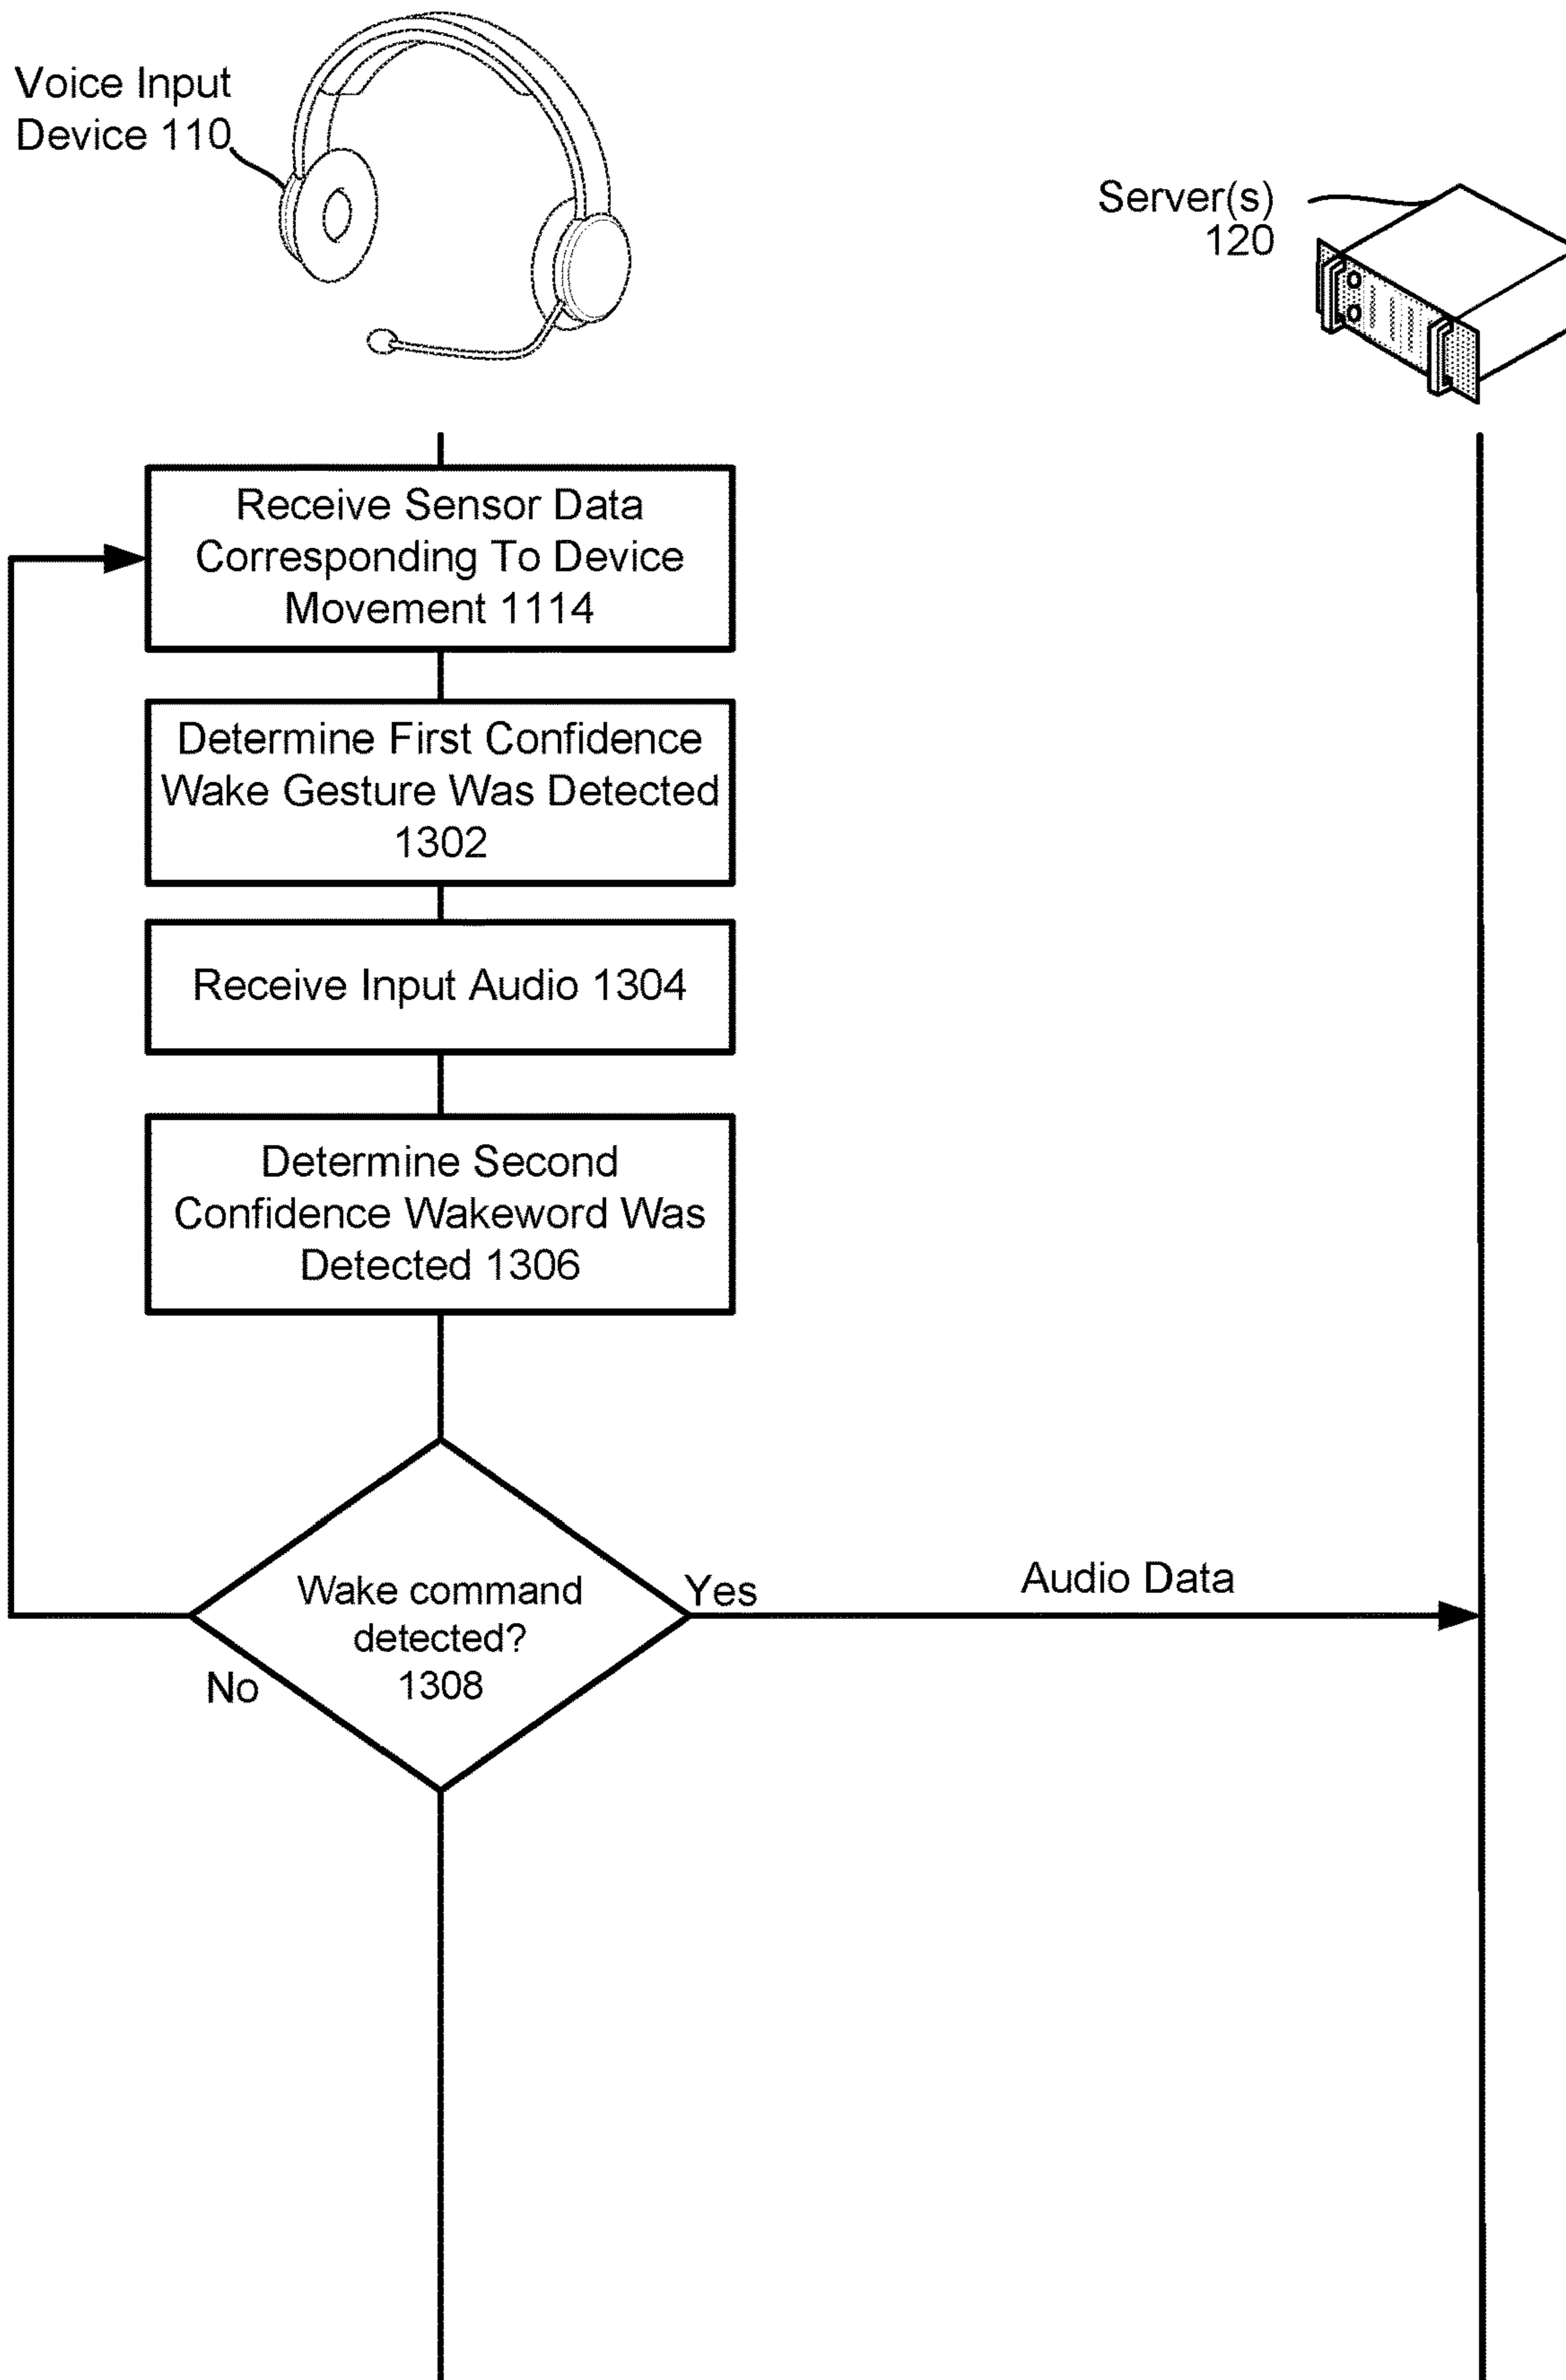 Voice Input
Device 110
Server(s)
120
Receive Sensor Data
Corresponding To Device
Movement 1114
Determine First Confidence
Wake Gesture Was Detected
1302
Receive Input Audio 1304
Determine Second
Confidence Wakeword Was
Detected 1306
Wake command
detected?
1308
Yes
Audio Data
No